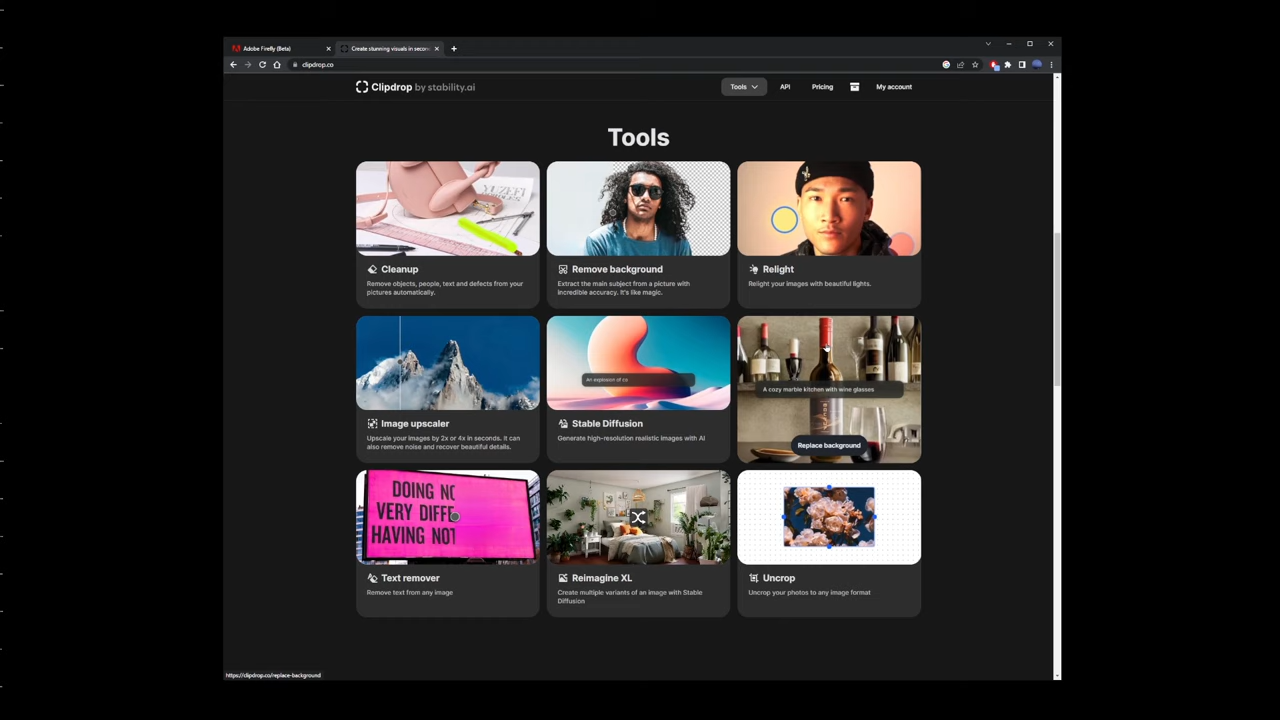 Adobe Firefly (Beta)
Create stunning visuals in secon
clipdrop.co
Clipdrop by stability.ai
Tools
API
Pricing
My account
Tools
Cleanup
Remove objects, people, text and defects from your
pictures automatically.
Remove background
Extract the main subject from a picture with
incredible accuracy. It's like magic.
Relight
Relight your images with beautiful lights.
An explosion of co
A cozy marble kitchen with wine glasses
Image upscaler
Upscale your images by 2x or 4x in seconds. It can
also remove noise and recover beautiful details.
Stable Diffusion
Generate high-resolution realistic images with AI
Replace background
DOING NO
VERY DIFFE
HAVING NOT
Text remover
Remove text from any image
Reimagine XL
Create multiple variants of an image with Stable
Diffusion
Uncrop
Uncrop your photos to any image format
https://clipdrop.co/replace-background